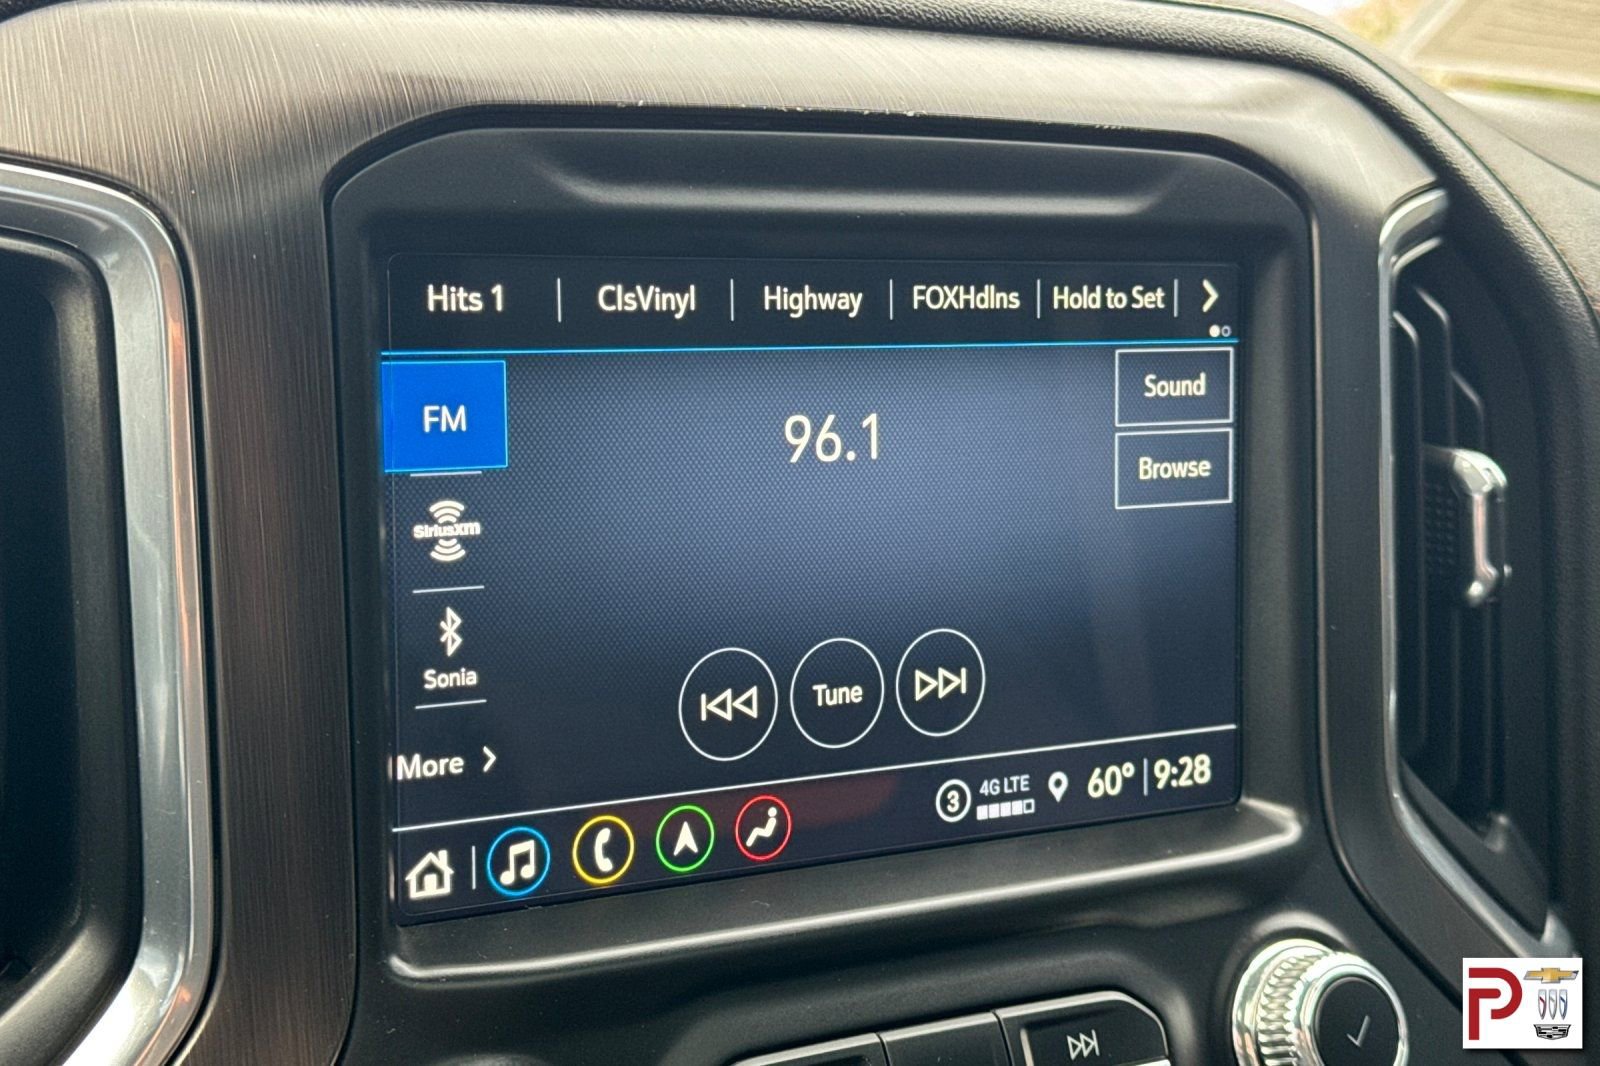 Hits 1 | ClsVinyl | Highway | FOXHdlns | Hold to Set |
FM
96.1
Sound
Browse
SiriusXM
Sonia
Tune
More
3 4G LTE 60° | 9:28
P